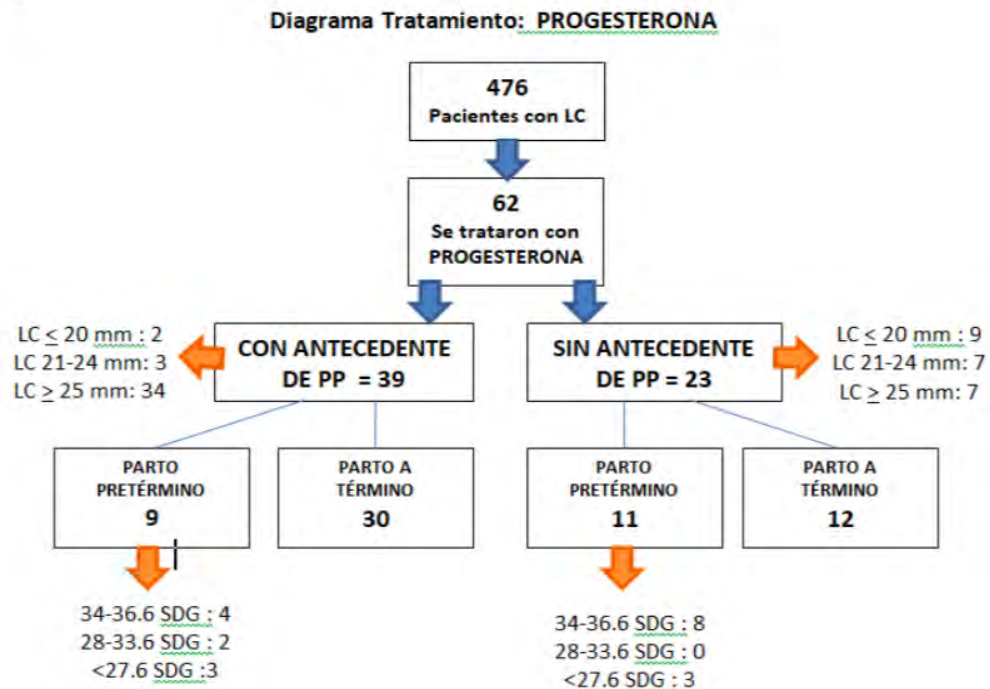 Diagrama Tratamiento: PROGESTERONA
476
Pacientes con LC
62
Se trataron con
PROGESTERONA
LC ≤ 20 mm : 2
LC 21-24 mm: 3
LC ≥ 25 mm: 34
CON ANTECEDENTE
DE PP = 39
SIN ANTECEDENTE
DE PP = 23
LC ≤ 20 mm : 9
LC 21-24 mm: 7
LC ≥ 25 mm: 7
PARTO
PRETÉRMINO
9
PARTO A
TÉRMINO
30
PARTO
PRETÉRMINO
11
PARTO A
TÉRMINO
12
34-36.6 SDG : 4
28-33.6 SDG : 2
<27.6 SDG :3
34-36.6 SDG : 8
28-33.6 SDG : 0
<27.6 SDG : 3